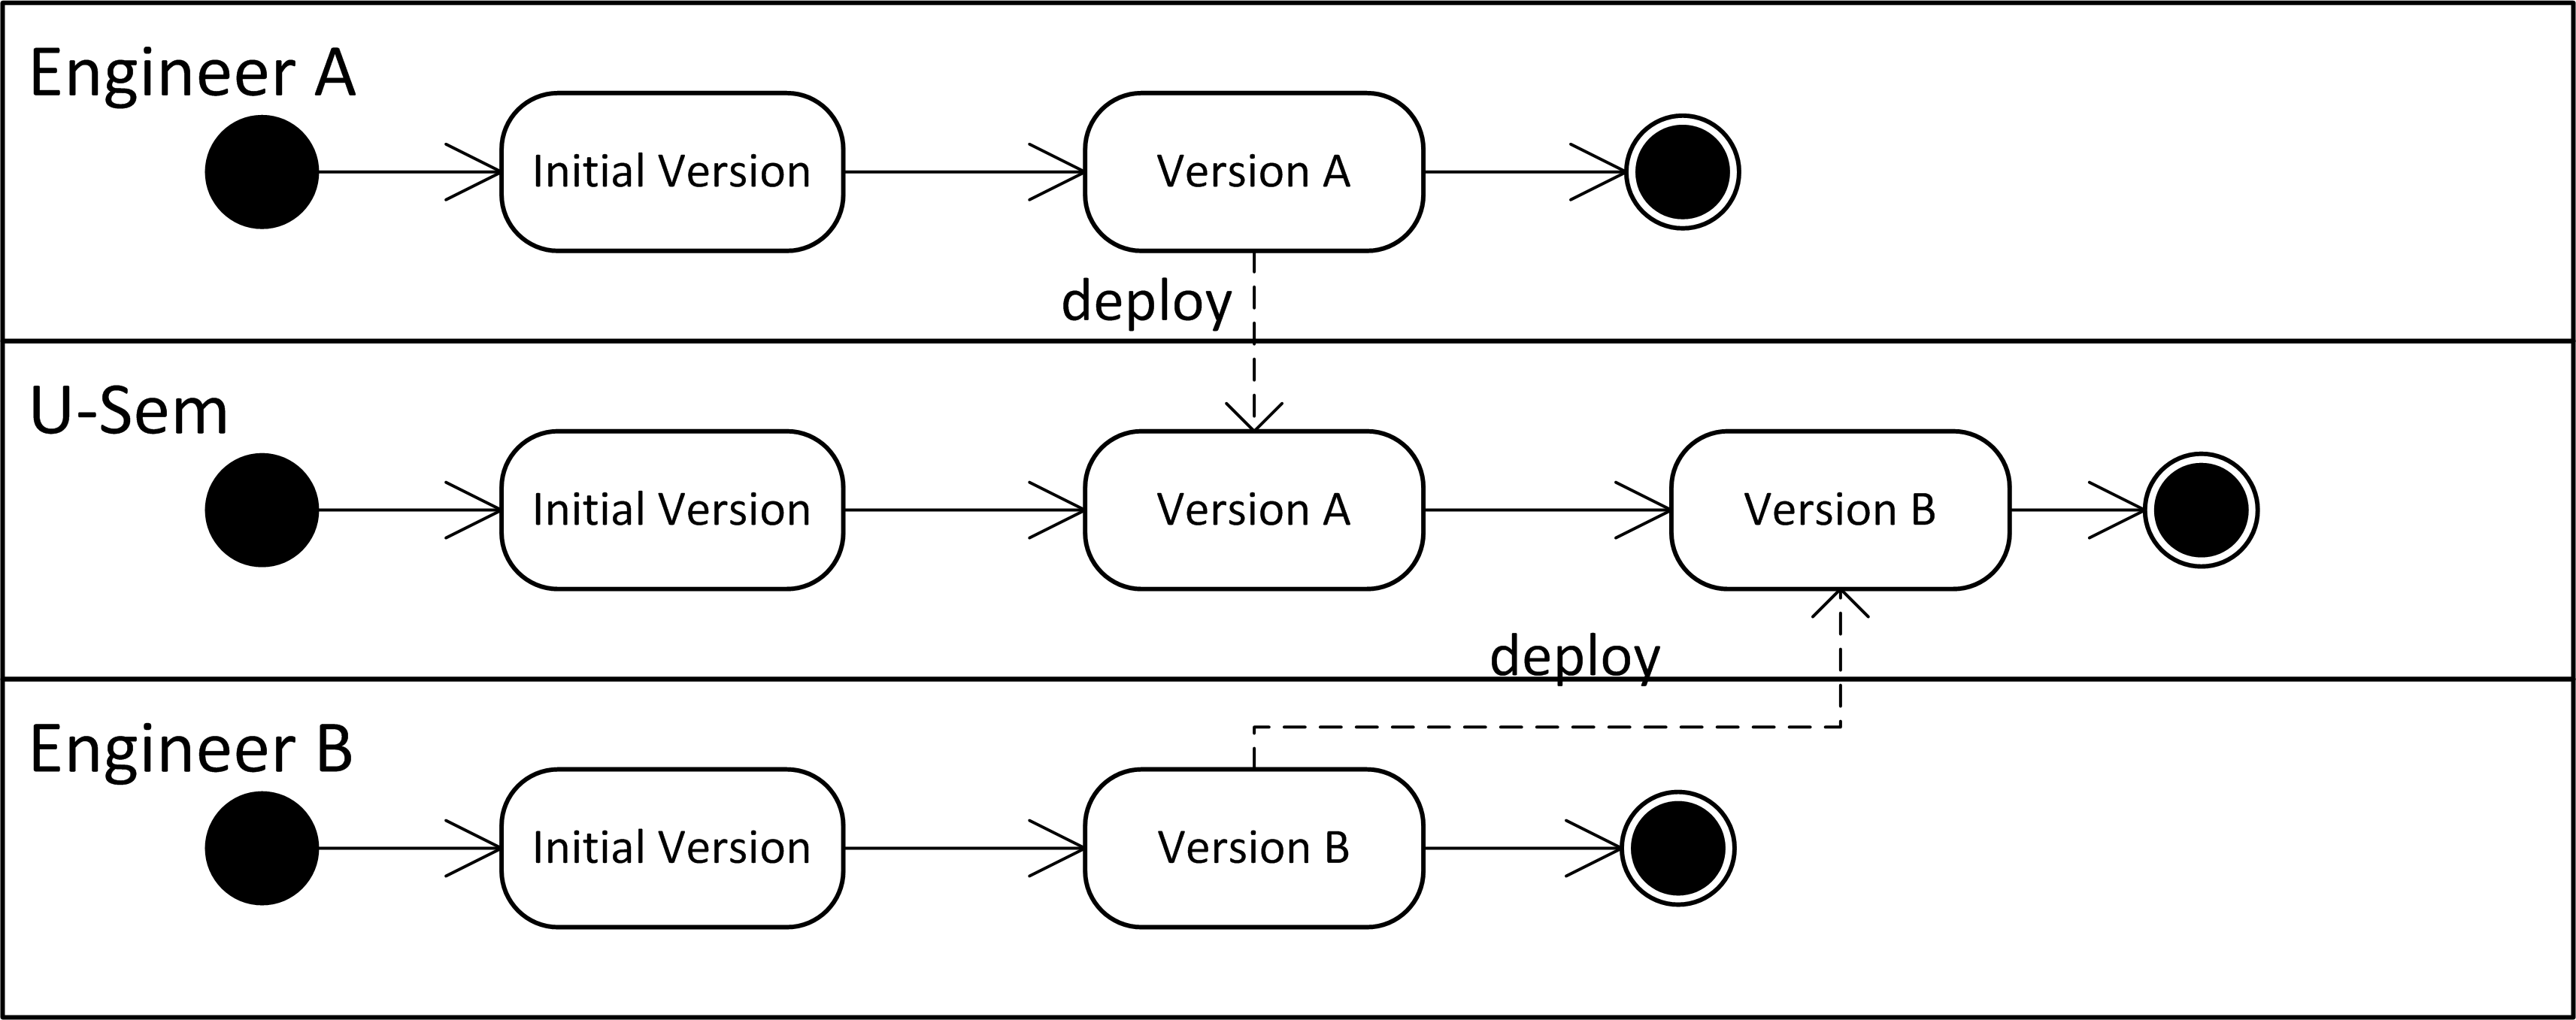 Engineer A
Initial Version
Version A
deploy
U-Sem
Initial Version
Version A
Version B
deploy
Engineer B
Initial Version
Version B